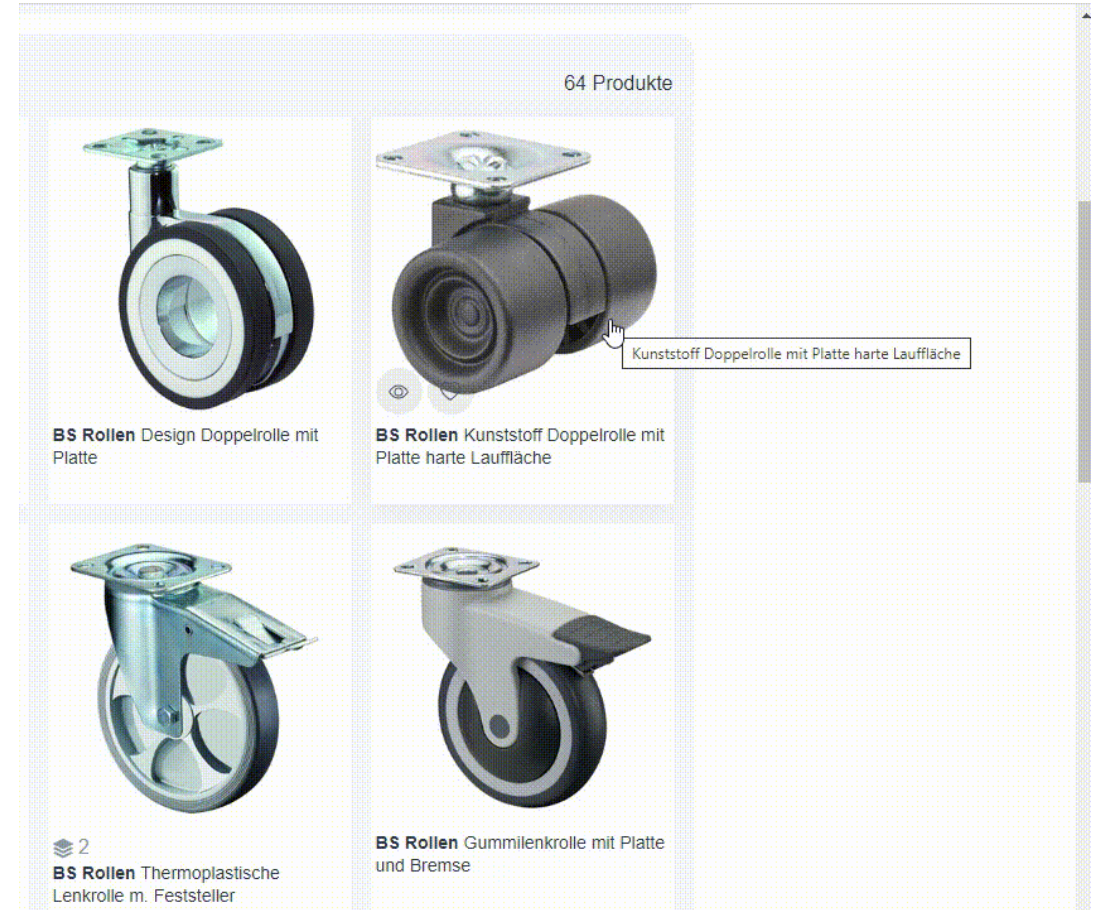 64 Produkte
BS Rollen Design Doppelrolle mit
Platte
BS Rollen Kunststoff Doppelrolle mit
Platte harte Lauffläche
Kunststoff Doppelrolle mit Platte harte Lauffläche
2
BS Rollen Thermoplastische
Lenkrolle m. Feststeller
BS Rollen Gummilenkrolle mit Platte
und Bremse